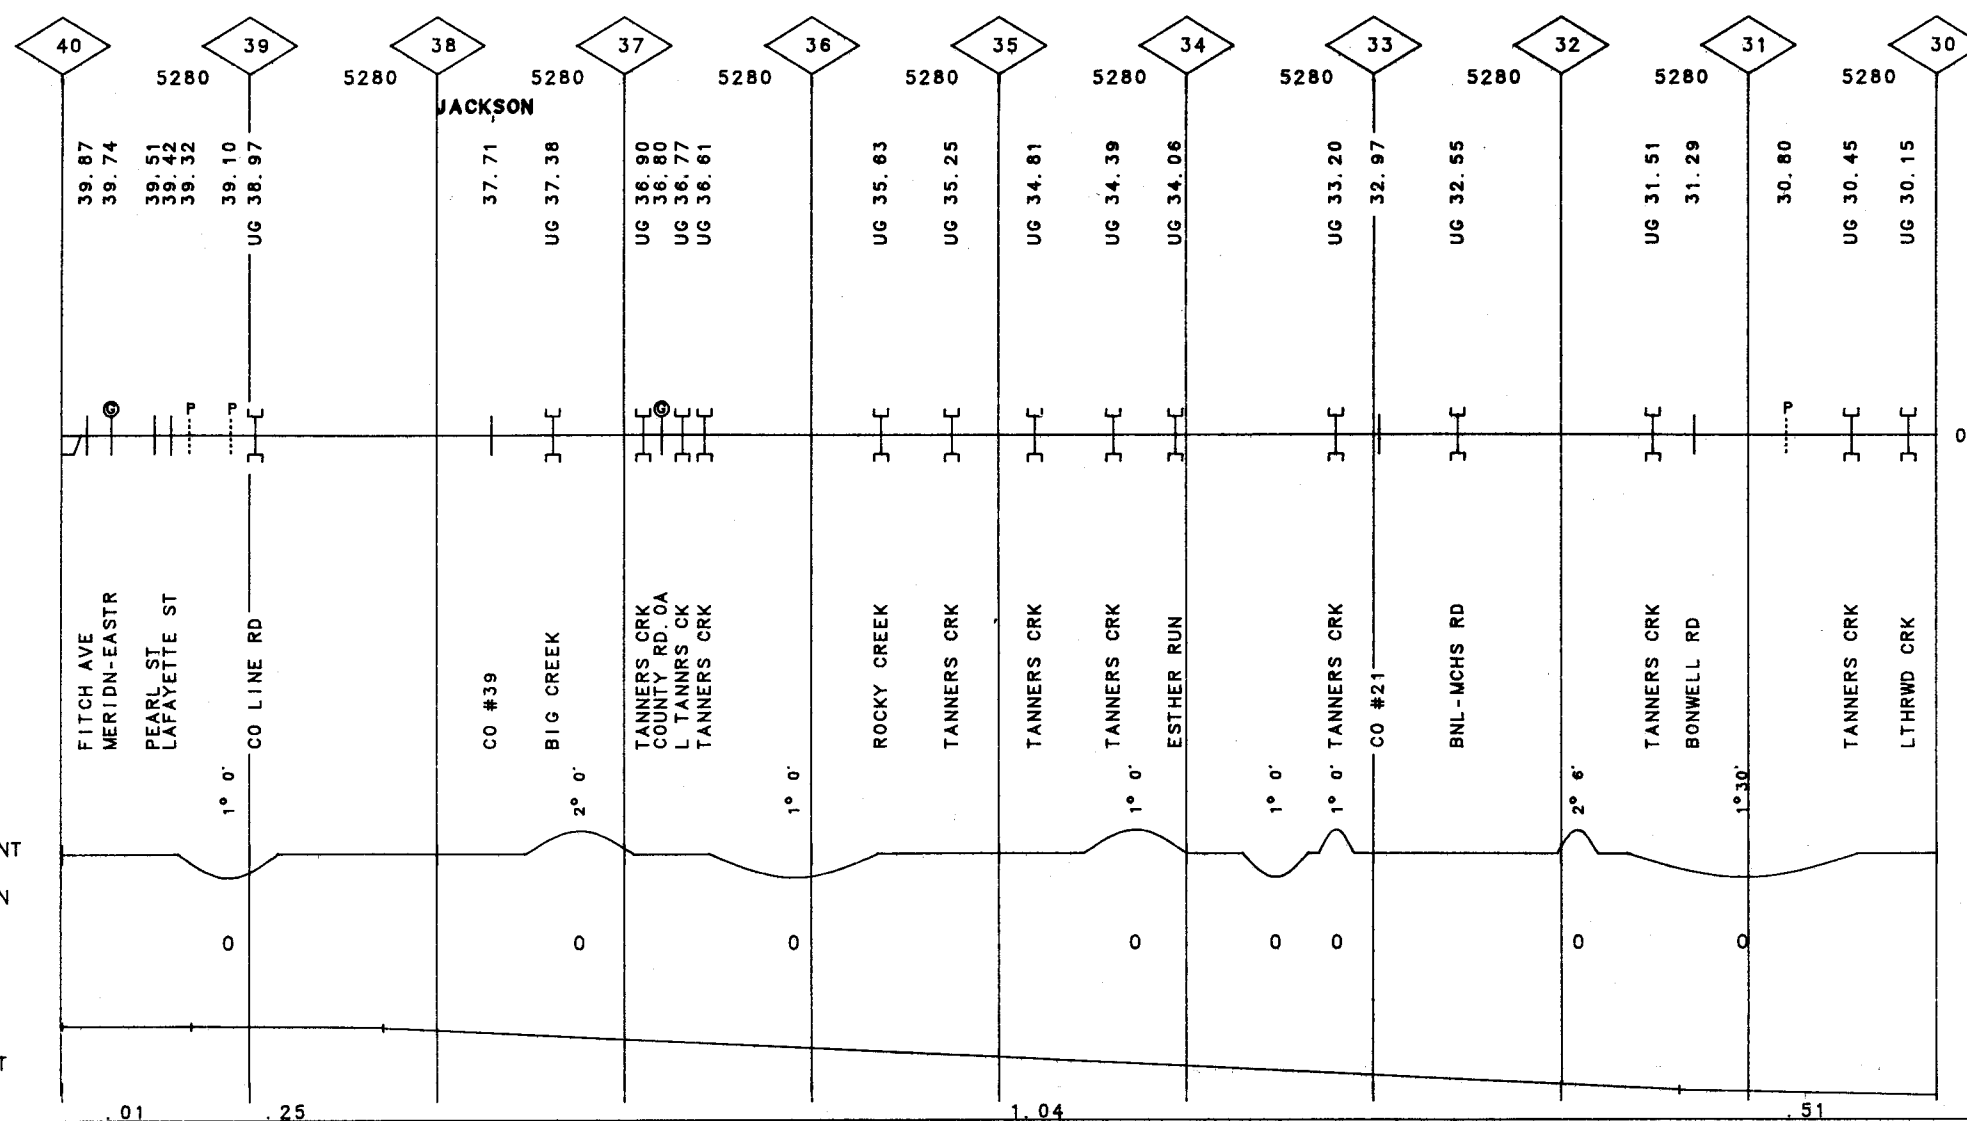 40 39 38 37 36 35 34 33 32 31 30
5280 5280 5280 5280 5280 5280 5280 5280 5280 5280
JACKSON
39.87
39.74
39.51
39.42
39.32
39.10
UG 38.97
37.71
UG 37.38
UG 36.90
36.80
UG 36.77
UG 36.61
UG 35.63
UG 35.25
UG 34.81
UG 34.39
UG 34.06
UG 33.20
32.97
UG 32.55
UG 31.51
31.29
30.80
UG 30.45
UG 30.15
G P P G P
0
FITCH AVE
MERIDN-EASTR
PEARL ST
LAFAYETTE ST
CO LINE RD
CO #39
BIG CREEK
TANNERS CRK
COUNTY RD. OA
L TANNRS CK
TANNERS CRK
ROCKY CREEK
TANNERS CRK
TANNERS CRK
TANNERS CRK
ESTHER RUN
TANNERS CRK
CO #21
BNL-MCHS RD
TANNERS CRK
BONWELL RD
TANNERS CRK
LTHRWD CRK
1° 0' 2° 0' 1° 0' 1° 0' 1° 0' 1° 0' 2° 6' 1°30'
NT
N
0 0 0 0 0 0 0 0
T
.01 .25 1.04 .51